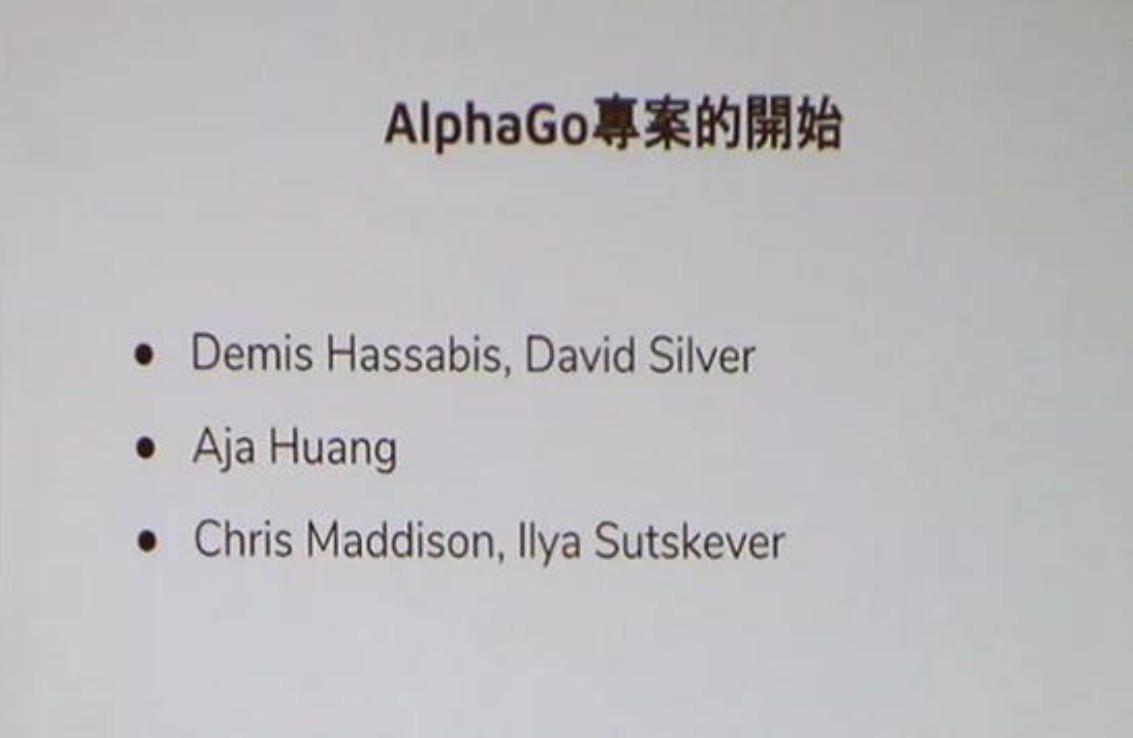 AlphaGo專案的開始
• Demis Hassabis, David Silver
• Aja Huang
• Chris Maddison, Ilya Sutskever